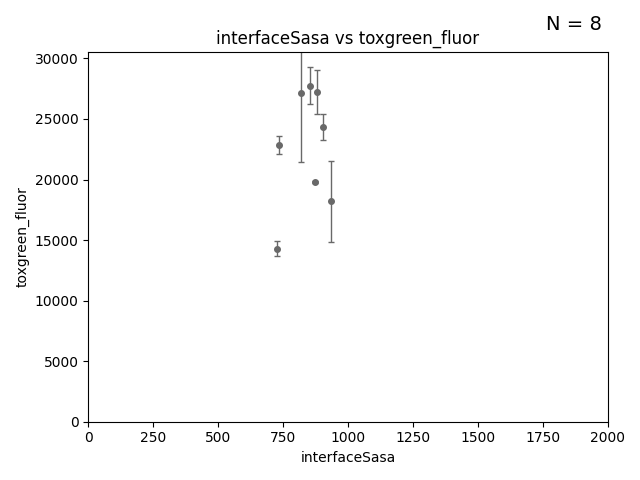 N = 8
interfaceSasa vs toxgreen_fluor
30000
25000
20000
15000
10000
5000
0
toxgreen_fluor
0 250 500 750 1000 1250 1500 1750 2000
interfaceSasa